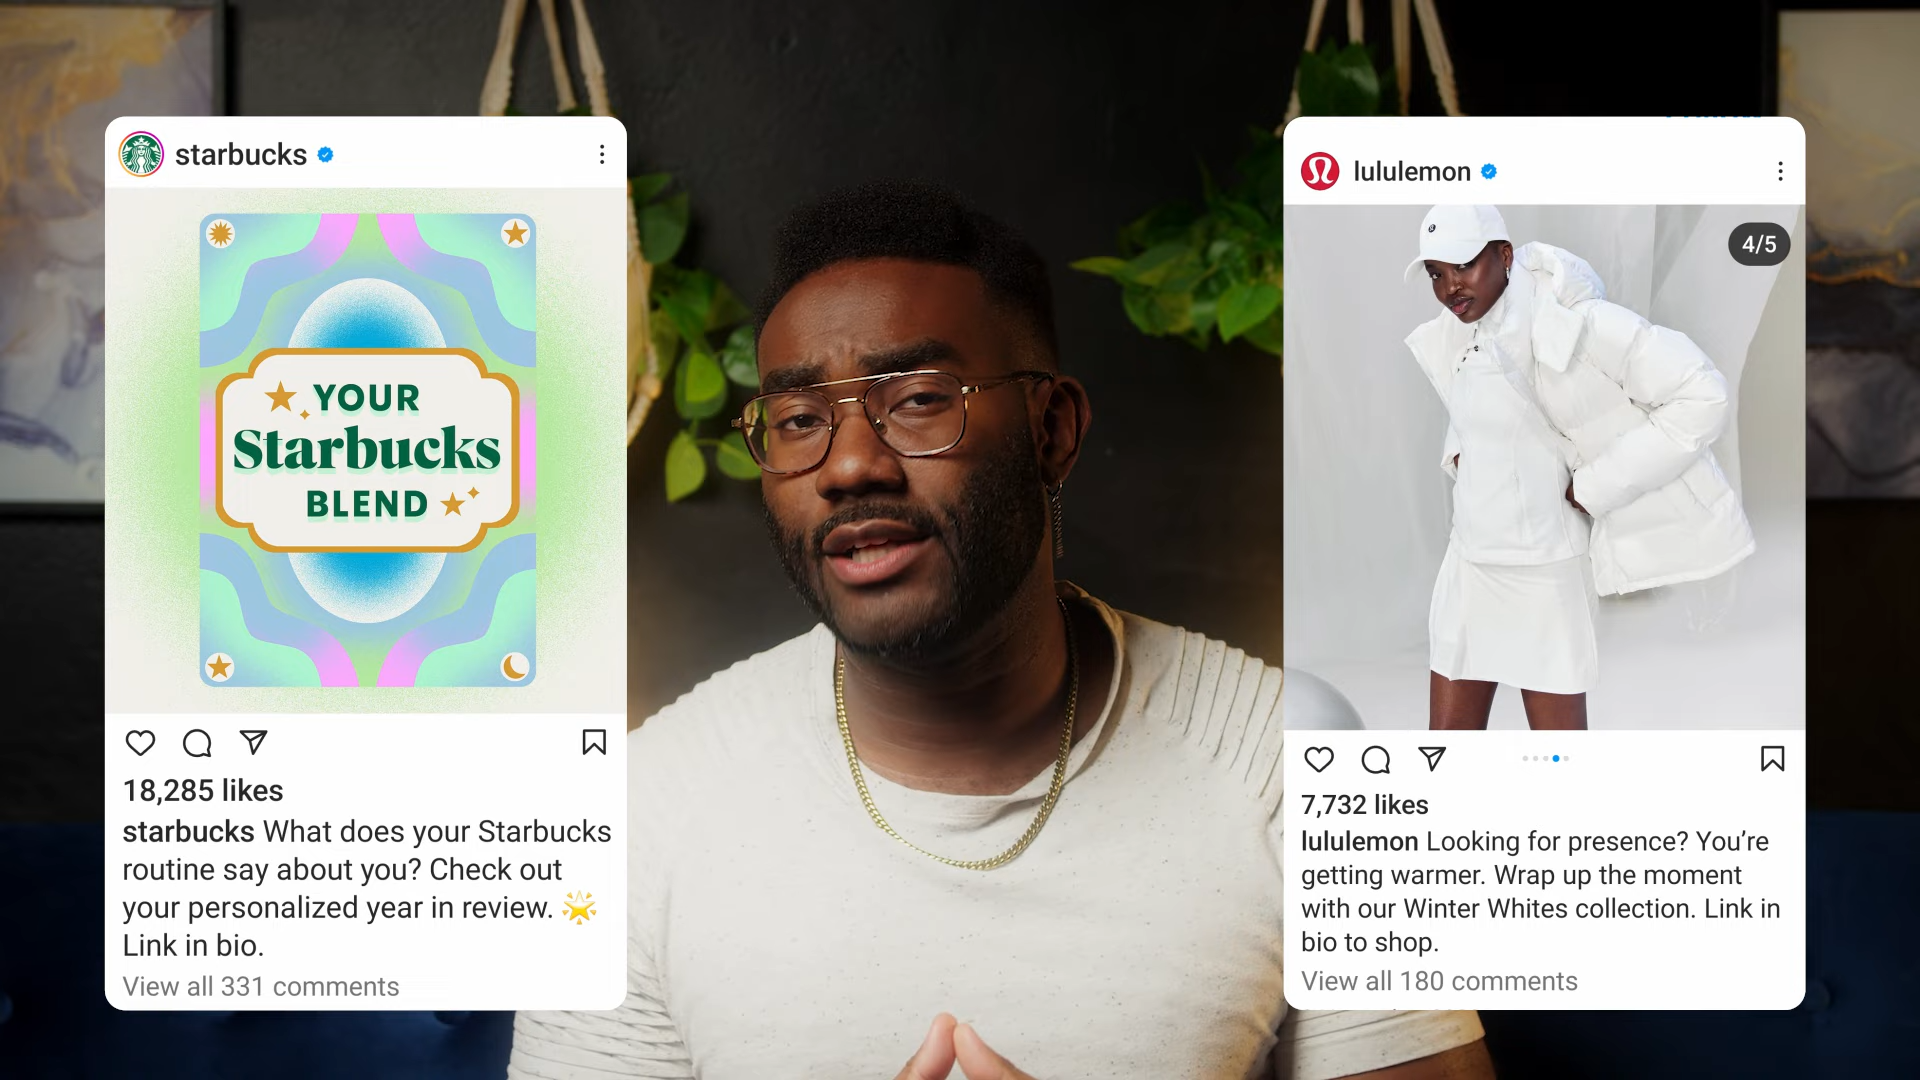 starbucks
YOUR
Starbucks
BLEND
18,285 likes
starbucks What does your Starbucks
routine say about you? Check out
your personalized year in review. 🌟
Link in bio.
View all 331 comments
lululemon
4/5
7,732 likes
lululemon Looking for presence? You’re
getting warmer. Wrap up the moment
with our Winter Whites collection. Link in
bio to shop.
View all 180 comments